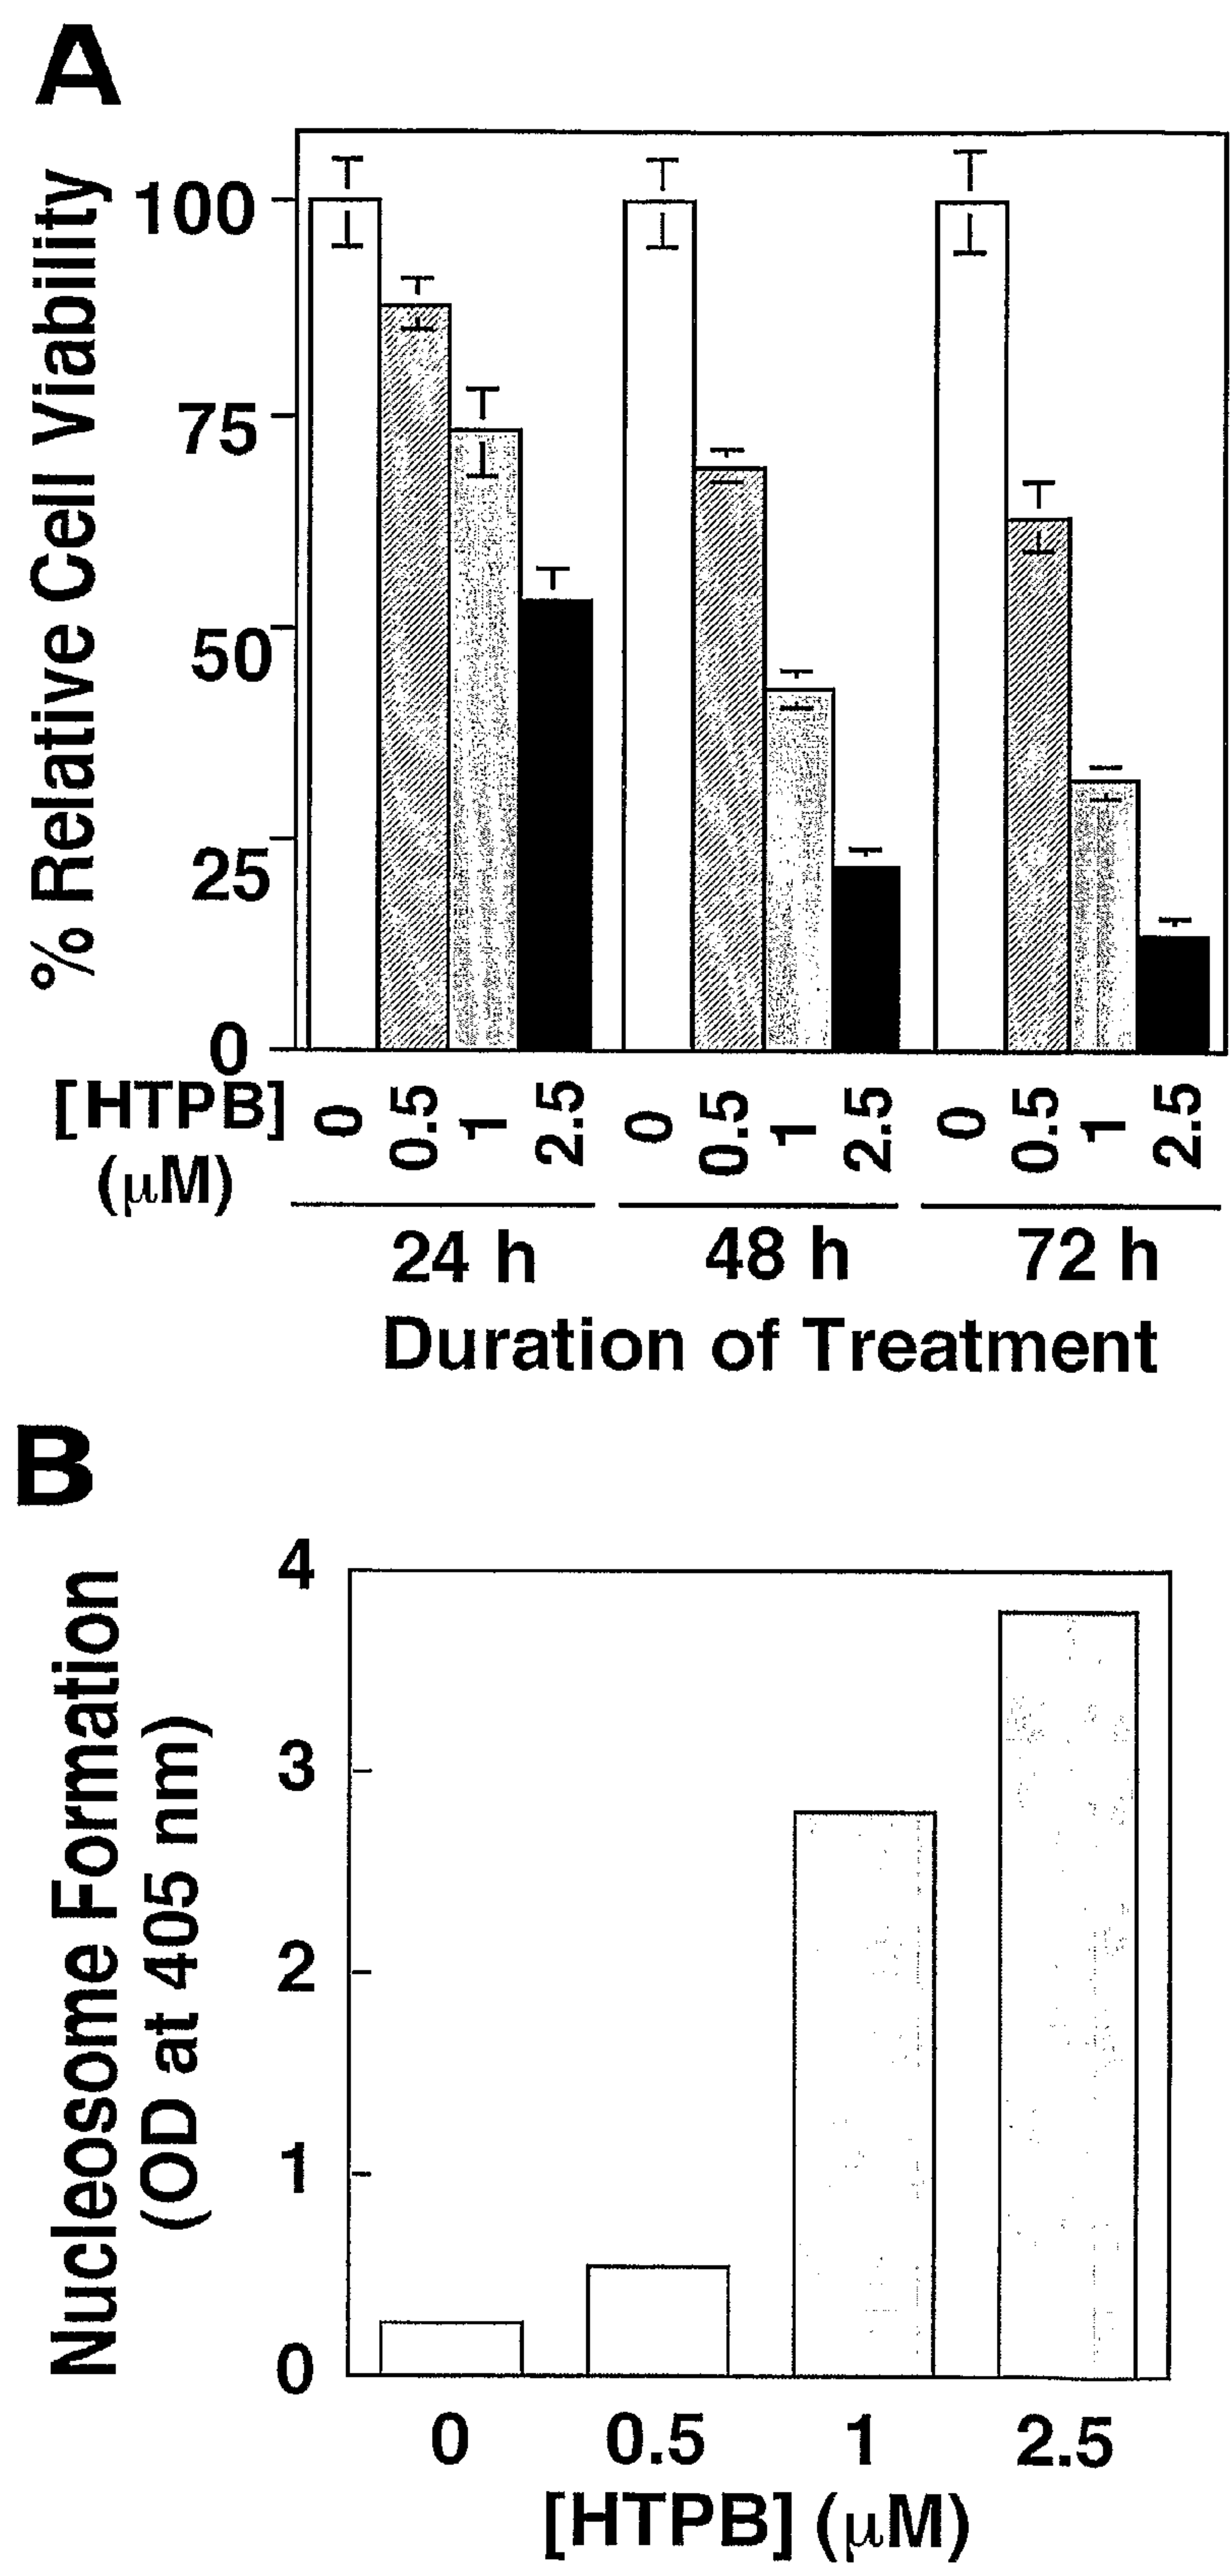 A
% Relative Cell Viability
100
75
50
25
0
[HTPB]
(μM)
0 0.5 1 2.5 0 0.5 1 2.5 0 0.5 1 2.5
24 h 48 h 72 h
Duration of Treatment
B
Nucleosome Formation
(OD at 405 nm)
4
3
2
1
0
0 0.5 1 2.5
[HTPB] (μM)